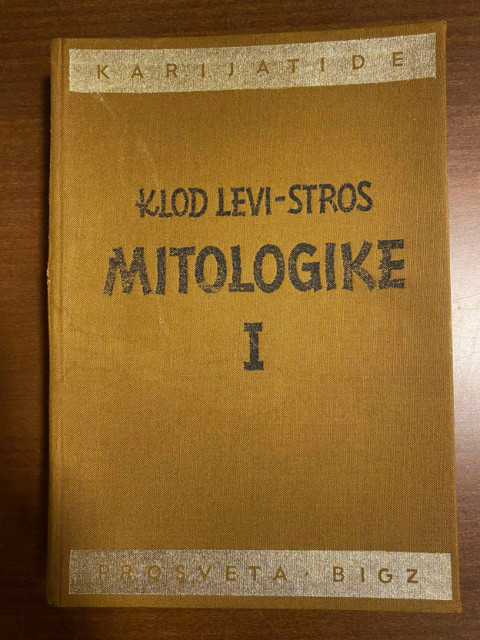 KARIJATIDE
KLOD LEVI-STROS
MITOLOGIKE
I
PROSVETA · BIGZ